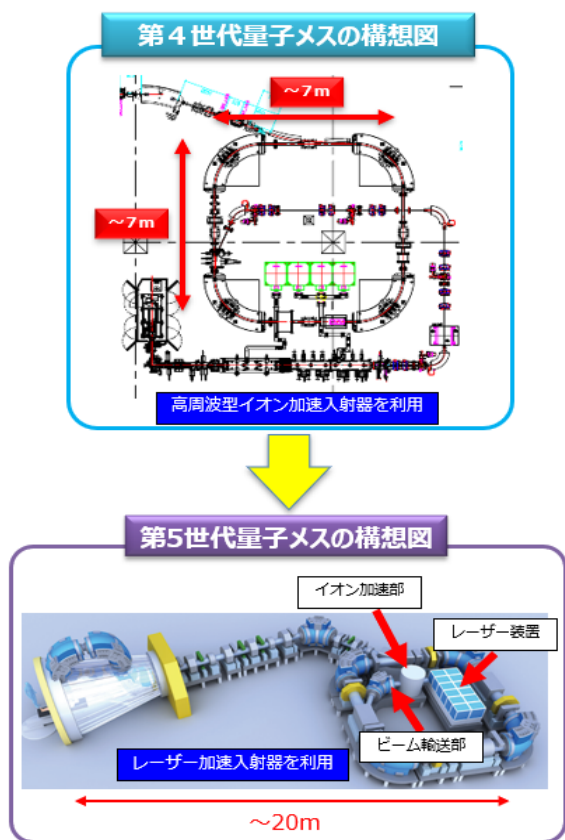 第４世代量子メスの構想図
～7m
～7m
高周波型イオン加速入射器を利用
第5世代量子メスの構想図
イオン加速部
レーザー装置
ビーム輸送部
レーザー加速入射器を利用
～20m